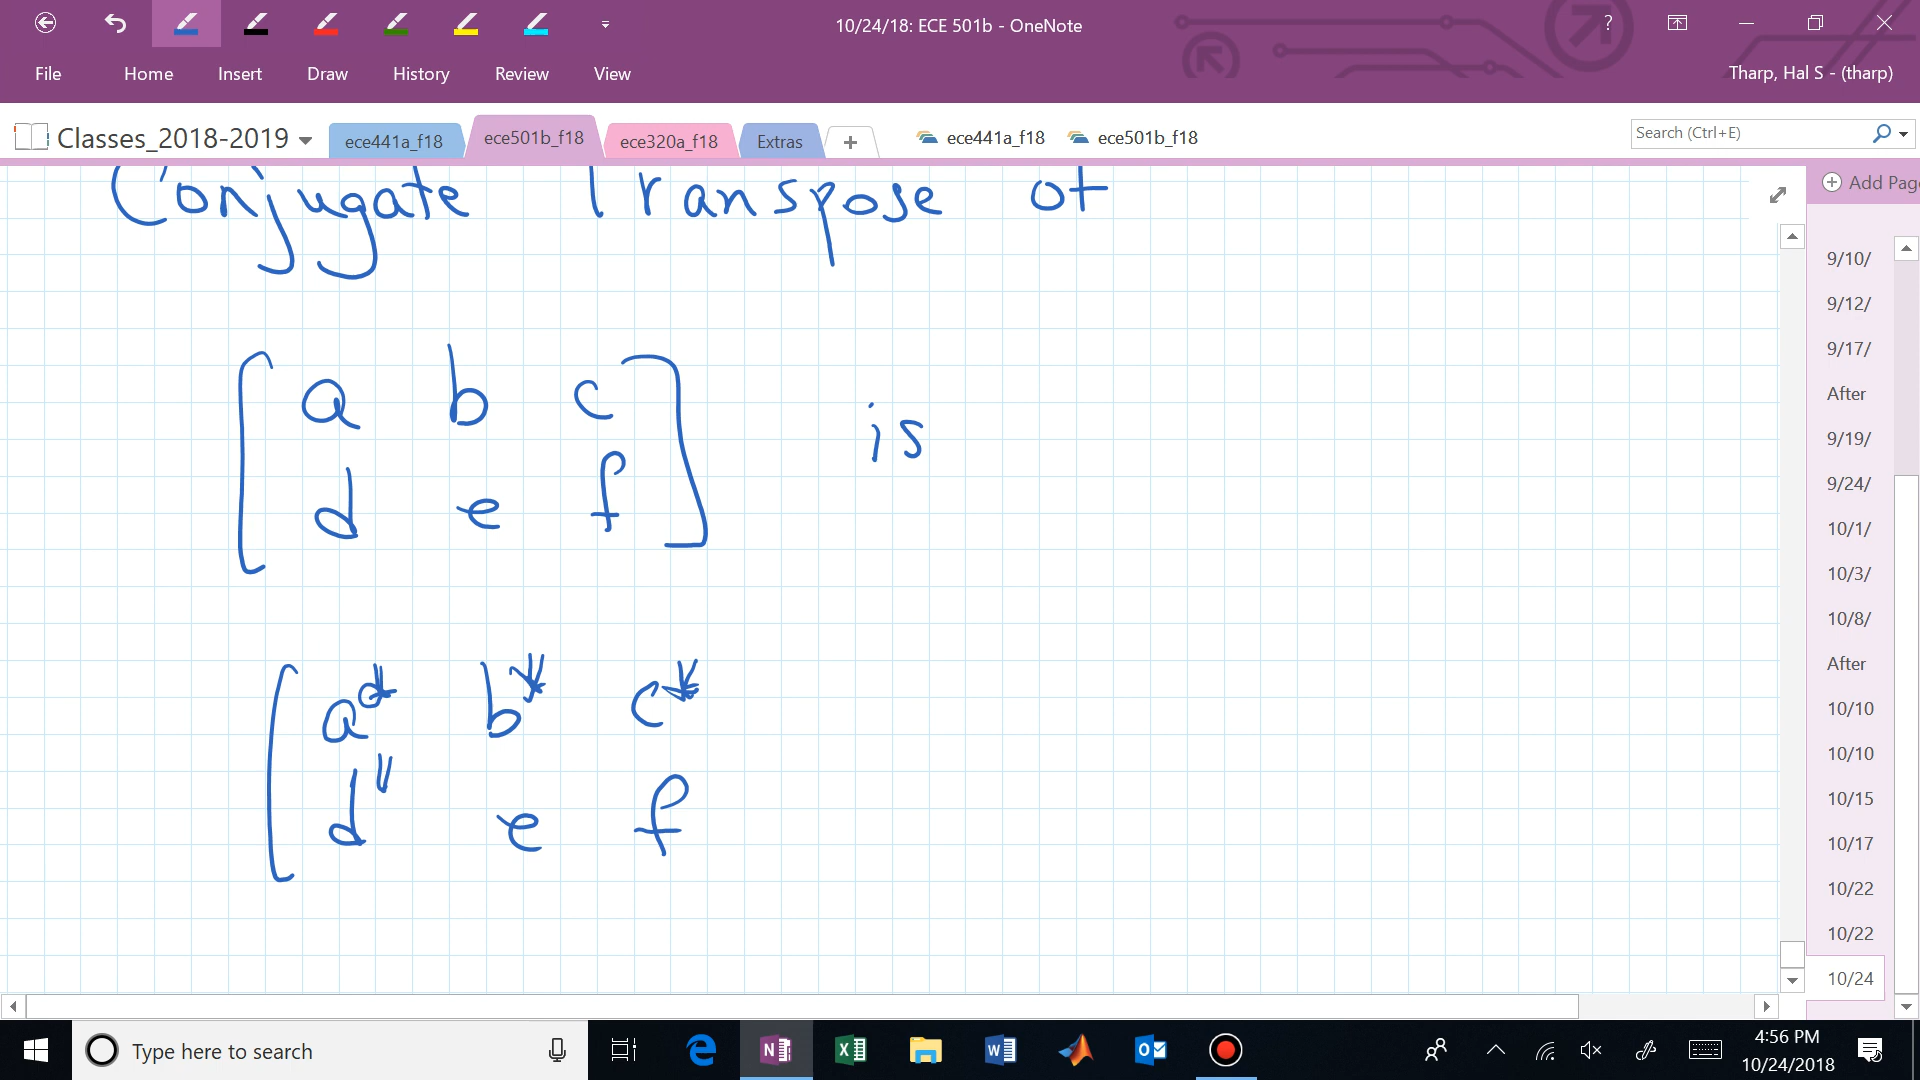 10/24/18: ECE 501b - OneNote
?
File Home Insert Draw History Review View
Tharp, Hal S - (tharp)
Classes_2018-2019
ece441a_f18 ece501b_f18 ece320a_f18 Extras +
ece441a_f18 ece501b_f18
Search (Ctrl+E)
Add Page
Conjugate Transpose of
a b c
d e f
is
a* b* c*
d e f
9/10/
9/12/
9/17/
After
9/19/
9/24/
10/1/
10/3/
10/8/
After
10/10
10/10
10/15
10/17
10/22
10/22
10/24
Type here to search
4:56 PM
10/24/2018